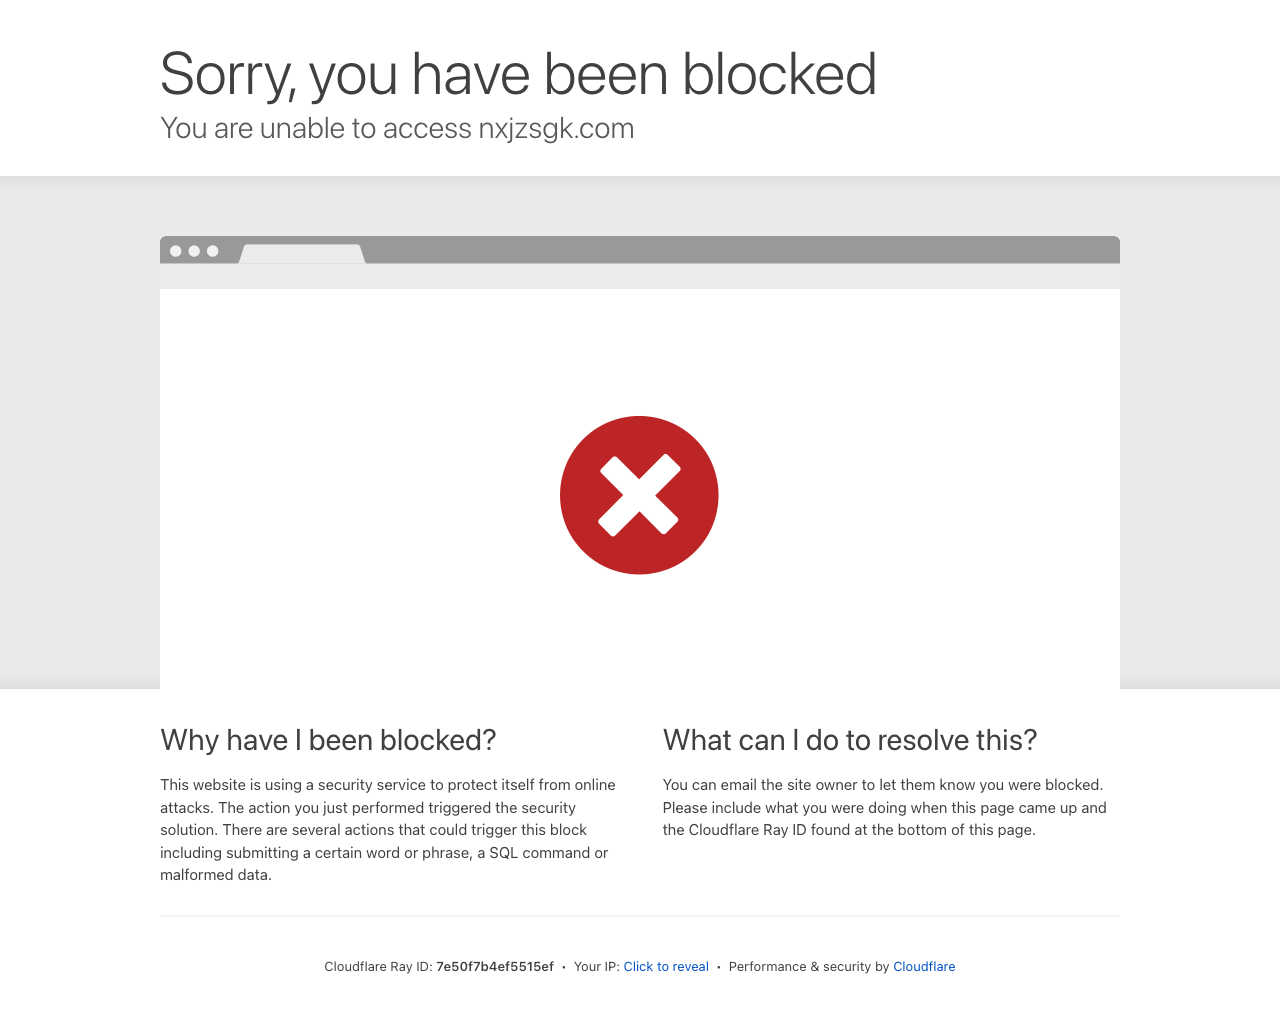 Sorry, you have been blocked
You are unable to access nxjzsgk.com
Why have I been blocked?
This website is using a security service to protect itself from online
attacks. The action you just performed triggered the security
solution. There are several actions that could trigger this block
including submitting a certain word or phrase, a SQL command or
malformed data.
What can I do to resolve this?
You can email the site owner to let them know you were blocked.
Please include what you were doing when this page came up and
the Cloudflare Ray ID found at the bottom of this page.
Cloudflare Ray ID: 7e50f7b4ef5515ef • Your IP: Click to reveal • Performance & security by Cloudflare